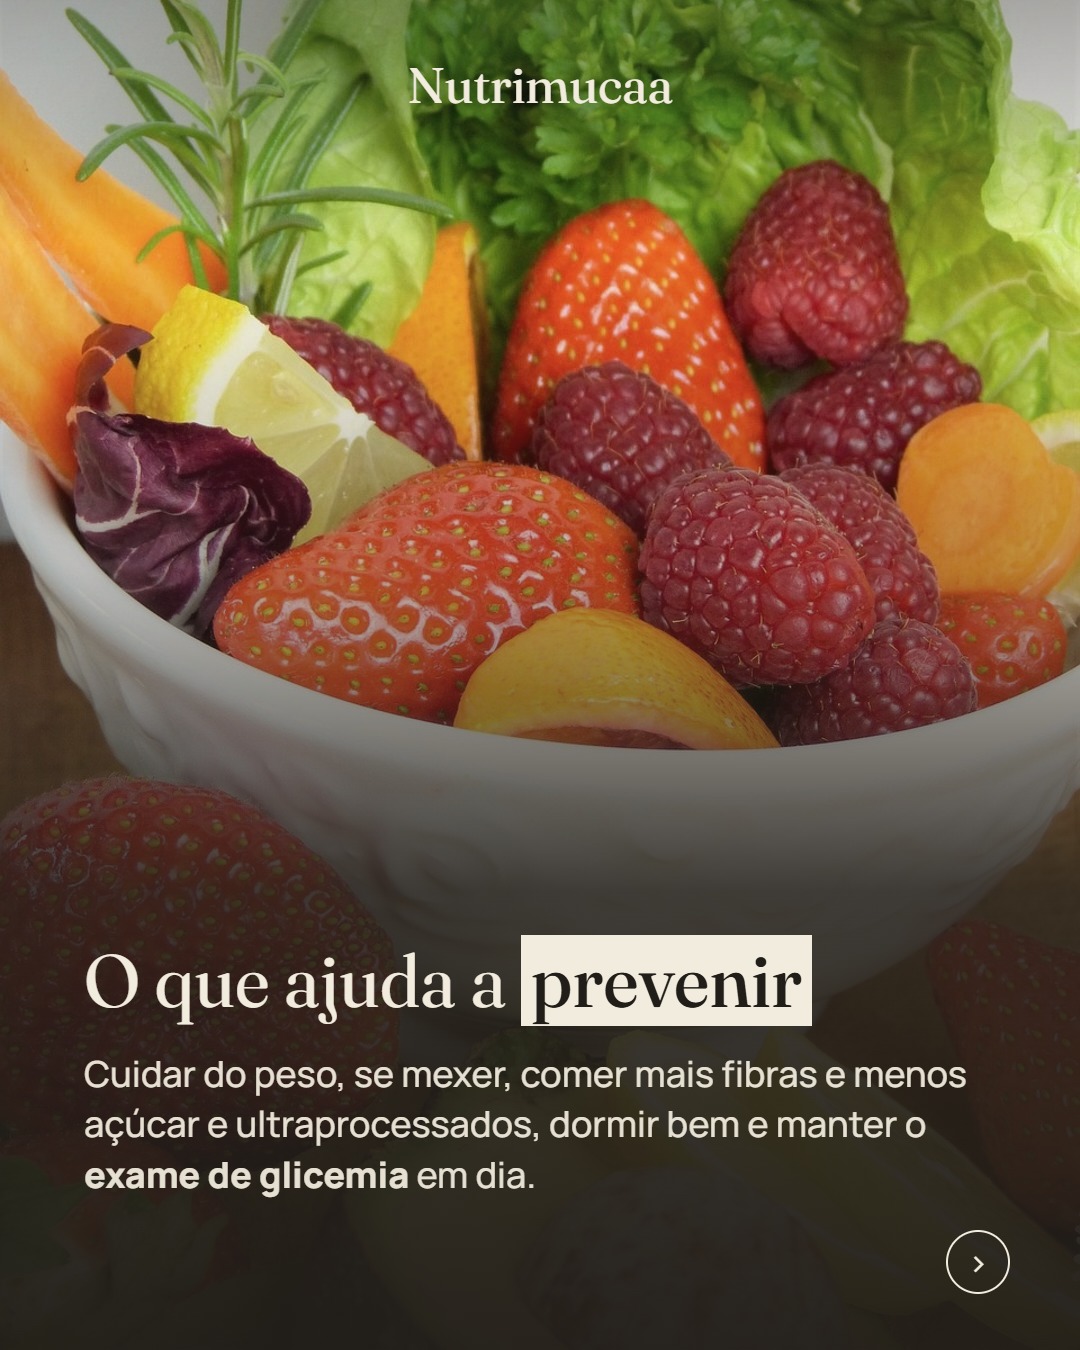 Nutrimucaa
O que ajuda a prevenir
Cuidar do peso, se mexer, comer mais fibras e menos
açúcar e ultraprocessados, dormir bem e manter o
exame de glicemia em dia.